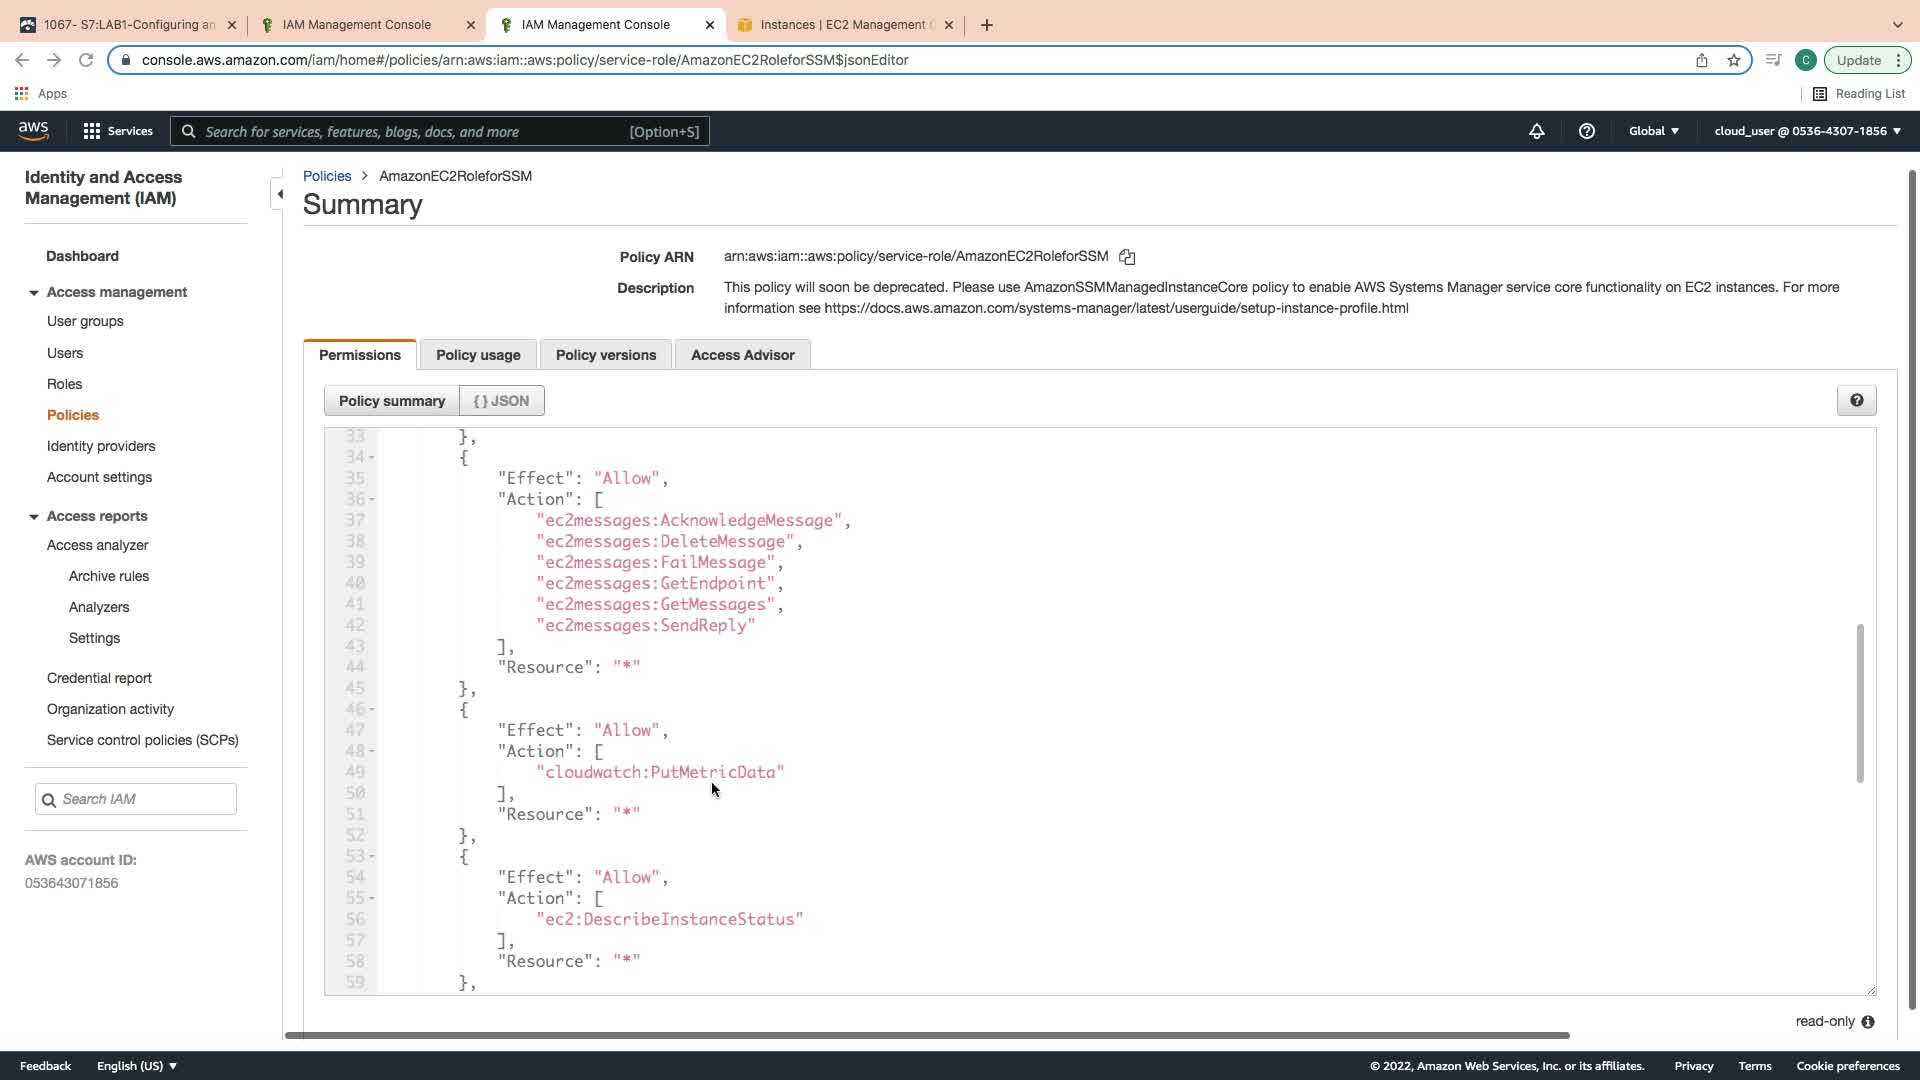 1067- S7:LAB1-Configuring an
IAM Management Console
IAM Management Console
Instances | EC2 Management C
console.aws.amazon.com/iam/home#/policies/arn:aws:iam::aws:policy/service-role/AmazonEC2RoleforSSM$jsonEditor
C
Update
Apps
Reading List
aws
Services
Search for services, features, blogs, docs, and more
[Option+S]
Global
cloud_user @ 0536-4307-1856
Identity and Access
Management (IAM)
Dashboard
Access management
User groups
Users
Roles
Policies
Identity providers
Account settings
Access reports
Access analyzer
Archive rules
Analyzers
Settings
Credential report
Organization activity
Service control policies (SCPs)
Search IAM
AWS account ID:
053643071856
Policies > AmazonEC2RoleforSSM
Summary
Policy ARN arn:aws:iam::aws:policy/service-role/AmazonEC2RoleforSSM
Description This policy will soon be deprecated. Please use AmazonSSMManagedInstanceCore policy to enable AWS Systems Manager service core functionality on EC2 instances. For more
information see https://docs.aws.amazon.com/systems-manager/latest/userguide/setup-instance-profile.html
Permissions
Policy usage
Policy versions
Access Advisor
Policy summary
{ } JSON
33 },
34 {
35 "Effect": "Allow",
36 "Action": [
37 "ec2messages:AcknowledgeMessage",
38 "ec2messages:DeleteMessage",
39 "ec2messages:FailMessage",
40 "ec2messages:GetEndpoint",
41 "ec2messages:GetMessages",
42 "ec2messages:SendReply"
43 ],
44 "Resource": "*"
45 },
46 {
47 "Effect": "Allow",
48 "Action": [
49 "cloudwatch:PutMetricData"
50 ],
51 "Resource": "*"
52 },
53 {
54 "Effect": "Allow",
55 "Action": [
56 "ec2:DescribeInstanceStatus"
57 ],
58 "Resource": "*"
59 },
read-only
Feedback
English (US)
© 2022, Amazon Web Services, Inc. or its affiliates.
Privacy
Terms
Cookie preferences